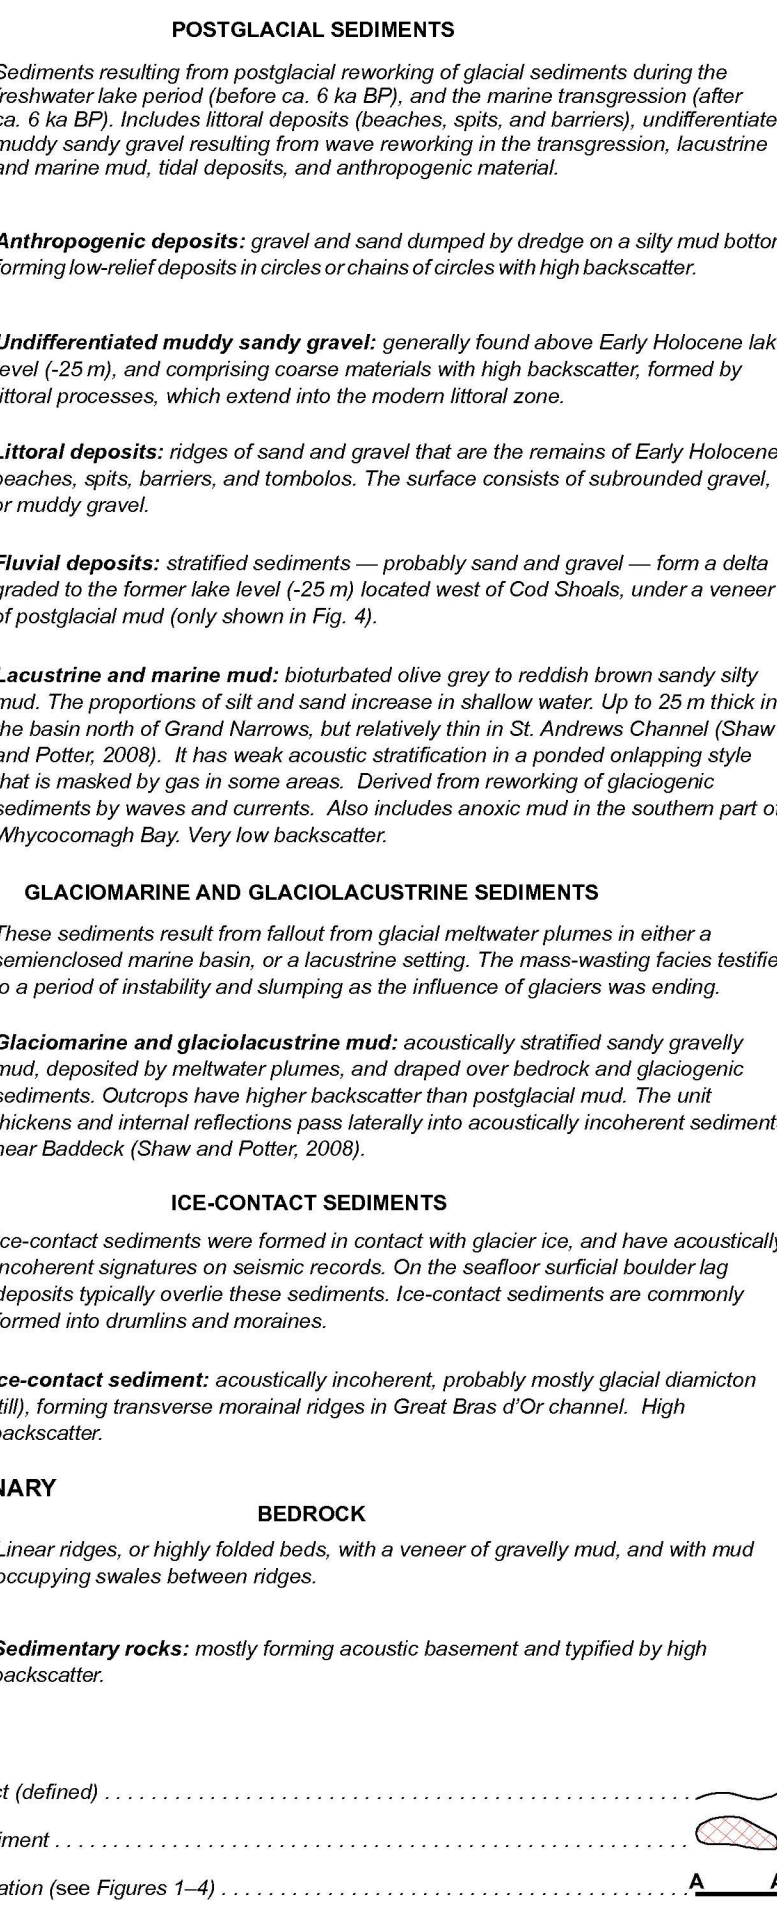 POSTGLACIAL SEDIMENTS
Sediments resulting from postglacial reworking of glacial sediments during the
freshwater lake period (before ca. 6 ka BP), and the marine transgression (after
ca. 6 ka BP). Includes littoral deposits (beaches, spits, and barriers), undifferentiate
muddy sandy gravel resulting from wave reworking in the transgression, lacustrine
and marine mud, tidal deposits, and anthropogenic material.
Anthropogenic deposits: gravel and sand dumped by dredge on a silty mud bottom
forming low-relief deposits in circles or chains of circles with high backscatter.
Undifferentiated muddy sandy gravel: generally found above Early Holocene lak
level (-25 m), and comprising coarse materials with high backscatter, formed by
littoral processes, which extend into the modern littoral zone.
Littoral deposits: ridges of sand and gravel that are the remains of Early Holocene
beaches, spits, barriers, and tombolos. The surface consists of subrounded gravel,
or muddy gravel.
Fluvial deposits: stratified sediments — probably sand and gravel — form a delta
graded to the former lake level (-25 m) located west of Cod Shoals, under a veneer
of postglacial mud (only shown in Fig. 4).
Lacustrine and marine mud: bioturbated olive grey to reddish brown sandy silty
mud. The proportions of silt and sand increase in shallow water. Up to 25 m thick in
the basin north of Grand Narrows, but relatively thin in St. Andrews Channel (Shaw
and Potter, 2008). It has weak acoustic stratification in a ponded onlapping style
that is masked by gas in some areas. Derived from reworking of glaciogenic
sediments by waves and currents. Also includes anoxic mud in the southern part of
Whycocomagh Bay. Very low backscatter.
GLACIOMARINE AND GLACIOLACUSTRINE SEDIMENTS
These sediments result from fallout from glacial meltwater plumes in either a
semienclosed marine basin, or a lacustrine setting. The mass-wasting facies testifie
to a period of instability and slumping as the influence of glaciers was ending.
Glaciomarine and glaciolacustrine mud: acoustically stratified sandy gravelly
mud, deposited by meltwater plumes, and draped over bedrock and glaciogenic
sediments. Outcrops have higher backscatter than postglacial mud. The unit
thickens and internal reflections pass laterally into acoustically incoherent sediment
near Baddeck (Shaw and Potter, 2008).
ICE-CONTACT SEDIMENTS
Ice-contact sediments were formed in contact with glacier ice, and have acoustically
incoherent signatures on seismic records. On the seafloor surficial boulder lag
deposits typically overlie these sediments. Ice-contact sediments are commonly
formed into drumlins and moraines.
Ice-contact sediment: acoustically incoherent, probably mostly glacial diamicton
(till), forming transverse morainal ridges in Great Bras d'Or channel. High
backscatter.
NARY
BEDROCK
Linear ridges, or highly folded beds, with a veneer of gravelly mud, and with mud
occupying swales between ridges.
Sedimentary rocks: mostly forming acoustic basement and typified by high
backscatter.
ct (defined)
iment
ation (see Figures 1–4) A A